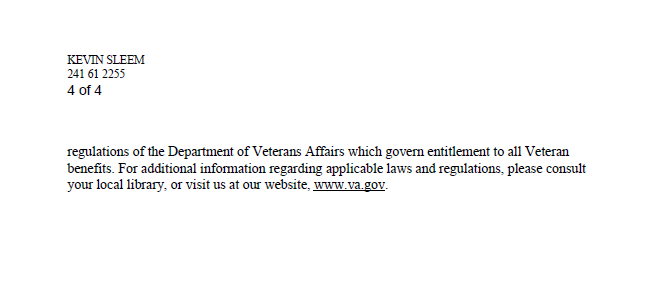 KEVIN SLEEM
241 61 2255
4 of 4
regulations of the Department of Veterans Affairs which govern entitlement to all Veteran
benefits. For additional information regarding applicable laws and regulations, please consult
your local library, or visit us at our website, www.va.gov.